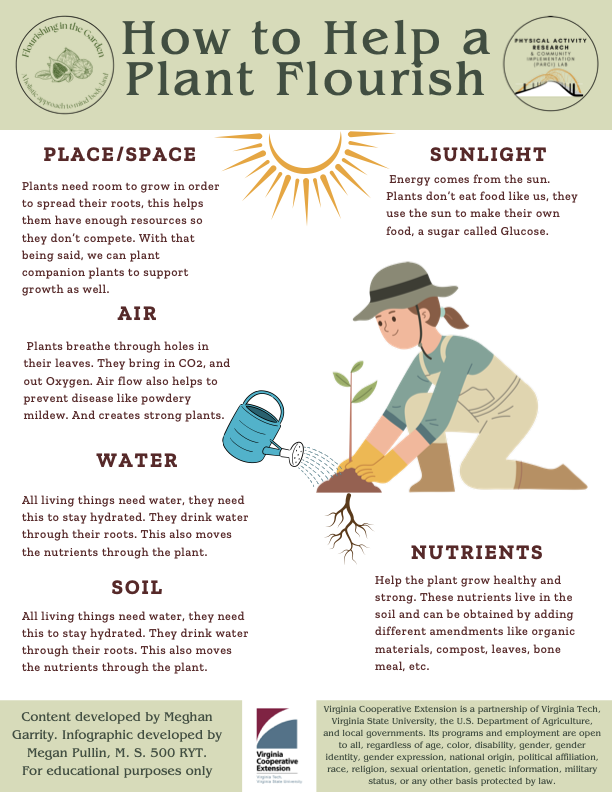 How to Help a
Plant Flourish
Flourishing in the Garden
A holistic approach to mind, body, and
PHYSICAL ACTIVITY
RESEARCH
& COMMUNITY
IMPLEMENTATION
(PARCI) LAB
PLACE/SPACE
Plants need room to grow in order
to spread their roots, this helps
them have enough resources so
they don't compete. With that
being said, we can plant
companion plants to support
growth as well.
SUNLIGHT
Energy comes from the sun.
Plants don't eat food like us, they
use the sun to make their own
food, a sugar called Glucose.
AIR
Plants breathe through holes in
their leaves. They bring in CO2, and
out Oxygen. Air flow also helps to
prevent disease like powdery
mildew. And creates strong plants.
WATER
All living things need water, they need
this to stay hydrated. They drink water
through their roots. This also moves
the nutrients through the plant.
SOIL
All living things need water, they need
this to stay hydrated. They drink water
through their roots. This also moves
the nutrients through the plant.
NUTRIENTS
Help the plant grow healthy and
strong. These nutrients live in the
soil and can be obtained by adding
different amendments like organic
materials, compost, leaves, bone
meal, etc.
Content developed by Meghan
Garrity. Infographic developed by
Megan Pullin, M. S. 500 RYT.
For educational purposes only
Virginia
Cooperative
Extension
Virginia Tech.
Virginia State University
Virginia Cooperative Extension is a partnership of Virginia Tech,
Virginia State University, the U.S. Department of Agriculture,
and local governments. Its programs and employment are open
to all, regardless of age, color, disability, gender, gender
identity, gender expression, national origin, political affiliation,
race, religion, sexual orientation, genetic information, military
status, or any other basis protected by law.